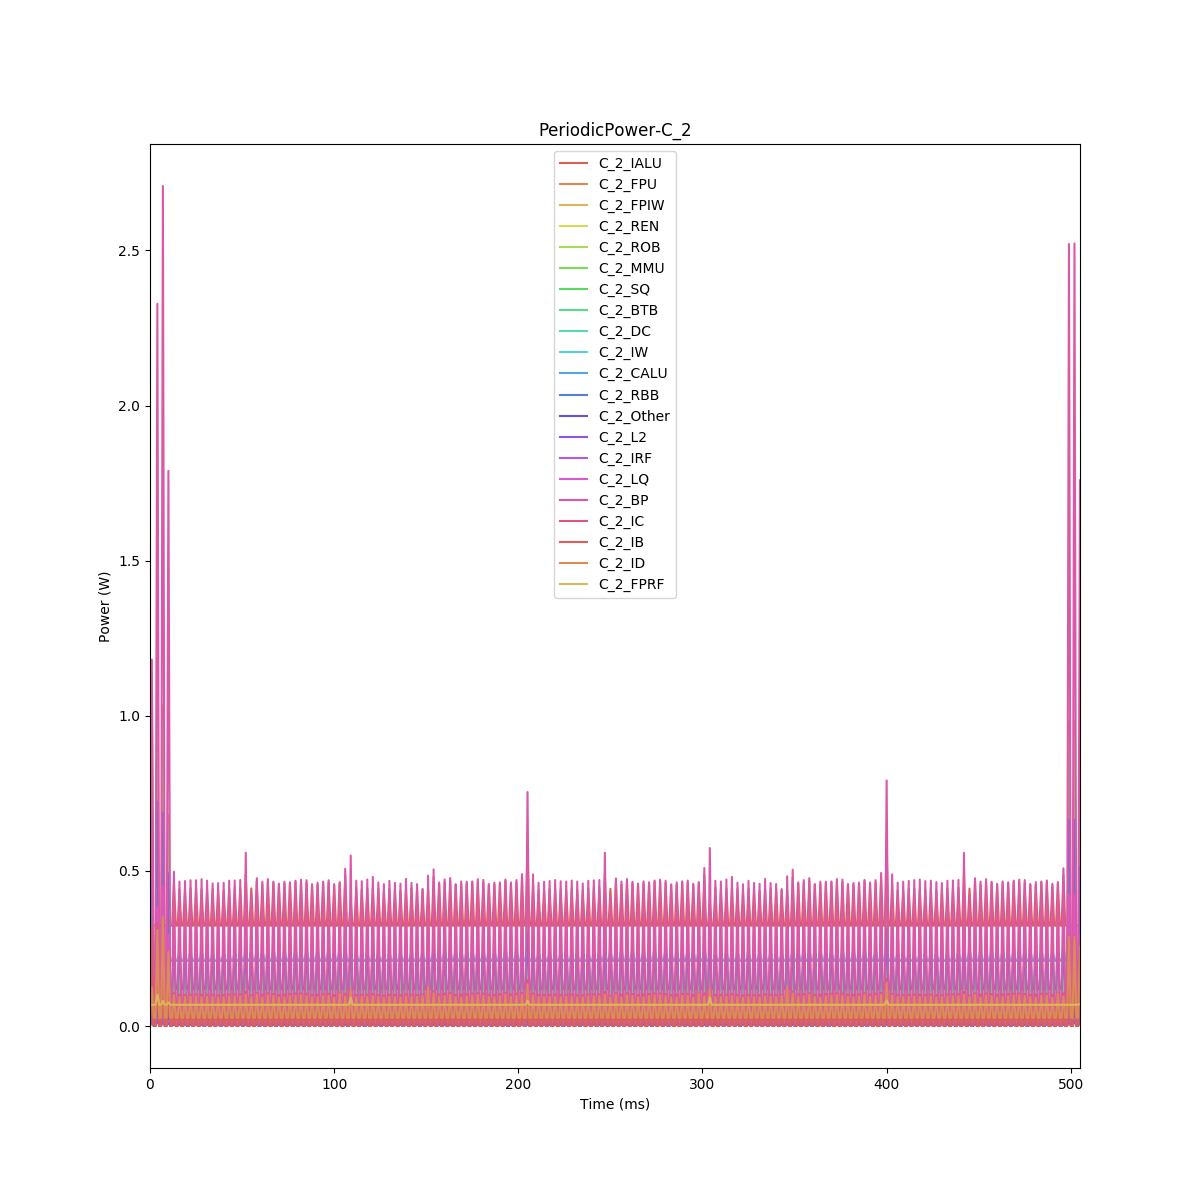 PeriodicPower-C_2
C_2_IALU
C_2_FPU
C_2_FPIW
C_2_REN
C_2_ROB
C_2_MMU
C_2_SQ
C_2_BTB
C_2_DC
C_2_IW
C_2_CALU
C_2_RBB
C_2_Other
C_2_L2
C_2_IRF
C_2_LQ
C_2_BP
C_2_IC
C_2_IB
C_2_ID
C_2_FPRF
2.5
2.0
1.5
1.0
0.5
0.0
Power (W)
0 100 200 300 400 500
Time (ms)